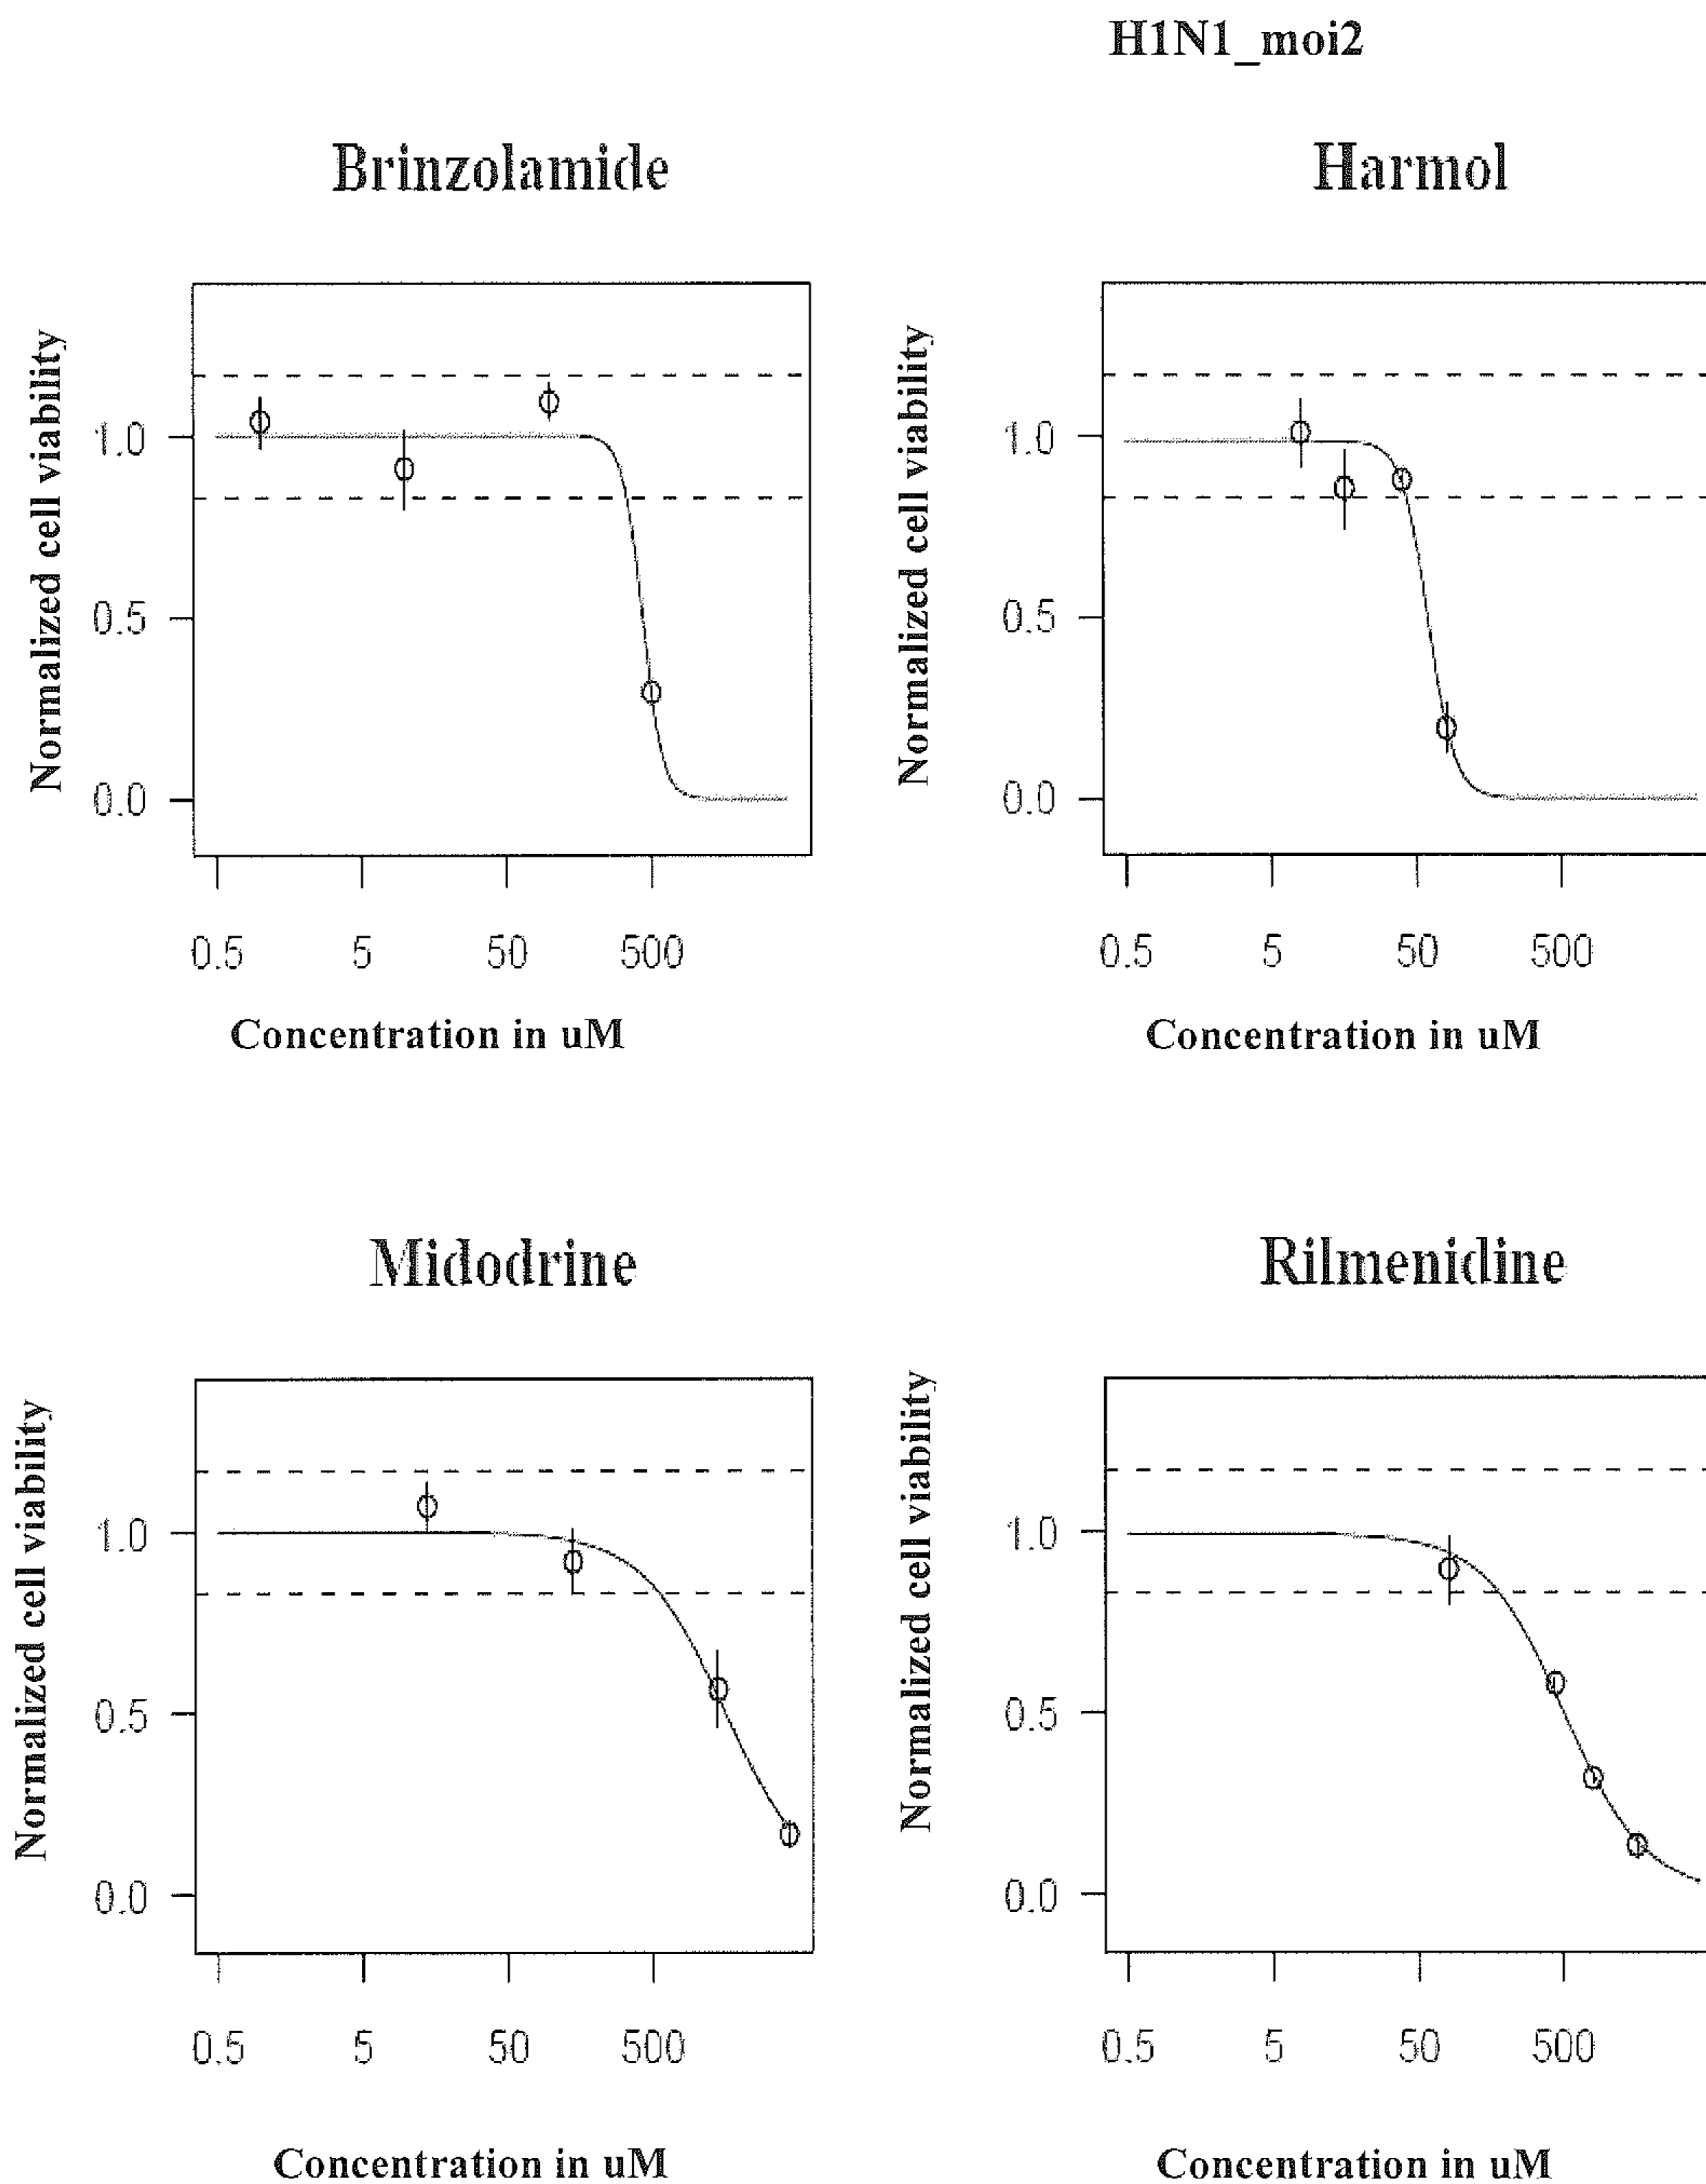 H1N1_moi2
Brinzolamide
Normalized cell viability
1.0
0.5
0.0
0.5 5 50 500
Concentration in uM
Harmol
Normalized cell viability
1.0
0.5
0.0
0.5 5 50 500
Concentration in uM
Midodrine
Normalized cell viability
1.0
0.5
0.0
0.5 5 50 500
Concentration in uM
Rilmenidine
Normalized cell viability
1.0
0.5
0.0
0.5 5 50 500
Concentration in uM